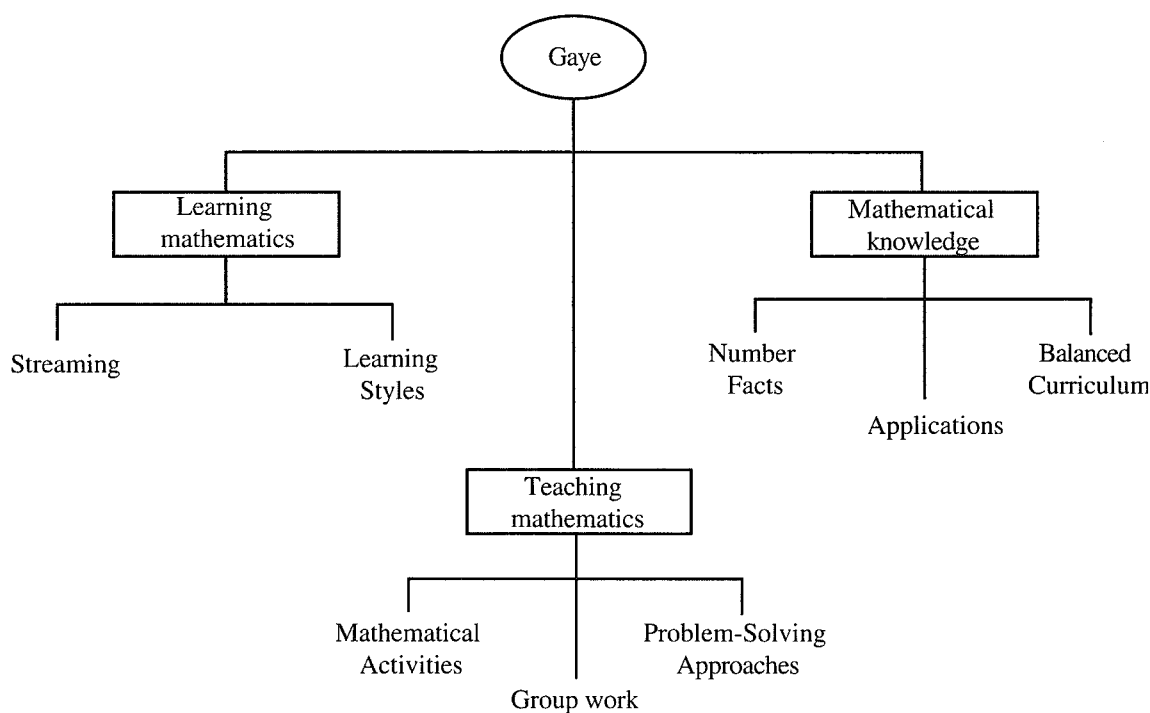 Gaye
Learning
mathematics
Mathematical
knowledge
Streaming
Learning
Styles
Number
Facts
Applications
Balanced
Curriculum
Teaching
mathematics
Mathematical
Activities
Group work
Problem-Solving
Approaches